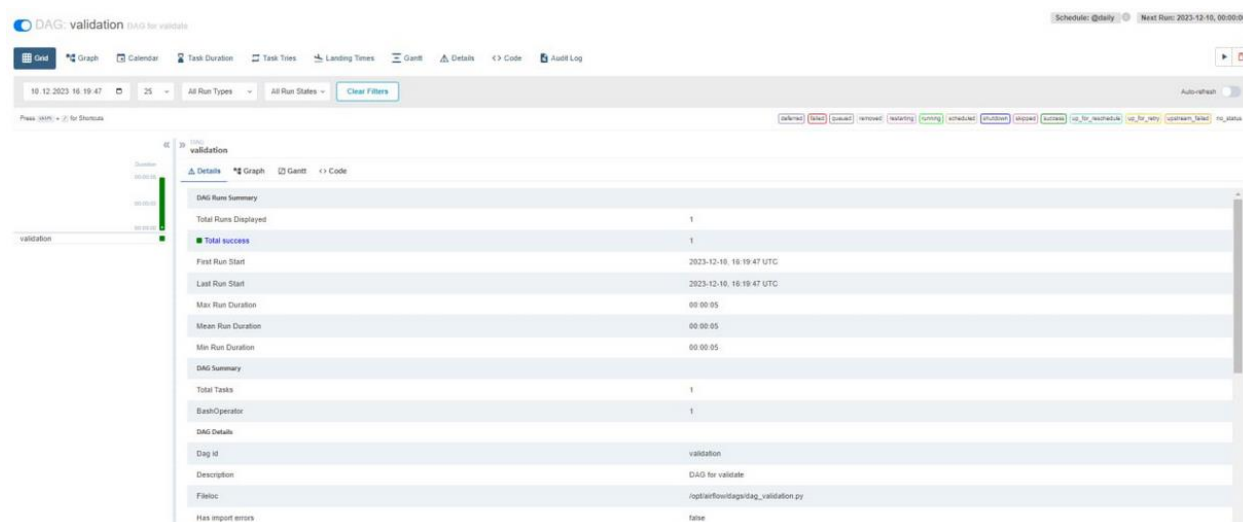 DAG: validation DAG for validate
Schedule: @daily
Next Run: 2023-12-10, 00:00:0
Grid
Graph
Calendar
Task Duration
Task Tries
Landing Times
Gantt
Details
<> Code
Audit Log
10.12.2023 16:19:47
25
All Run Types
All Run States
Clear Filters
Auto-refresh
Press shift + / for Shortcuts
deferred failed queued removed restarting running scheduled shutdown skipped success up_for_reschedule up_for_retry upstream_failed no_status
Duration
00:00:05
00:00:00
validation
DAG
validation
Details
Graph
Gantt
<> Code
DAG Runs Summary
Total Runs Displayed 1
Total success 1
First Run Start 2023-12-10, 16:19:47 UTC
Last Run Start 2023-12-10, 16:19:47 UTC
Max Run Duration 00:00:05
Mean Run Duration 00:00:05
Min Run Duration 00:00:05
DAG Summary
Total Tasks 1
BashOperator 1
DAG Details
Dag id validation
Description DAG for validate
Fileloc /opt/airflow/dags/dag_validation.py
Has import errors false